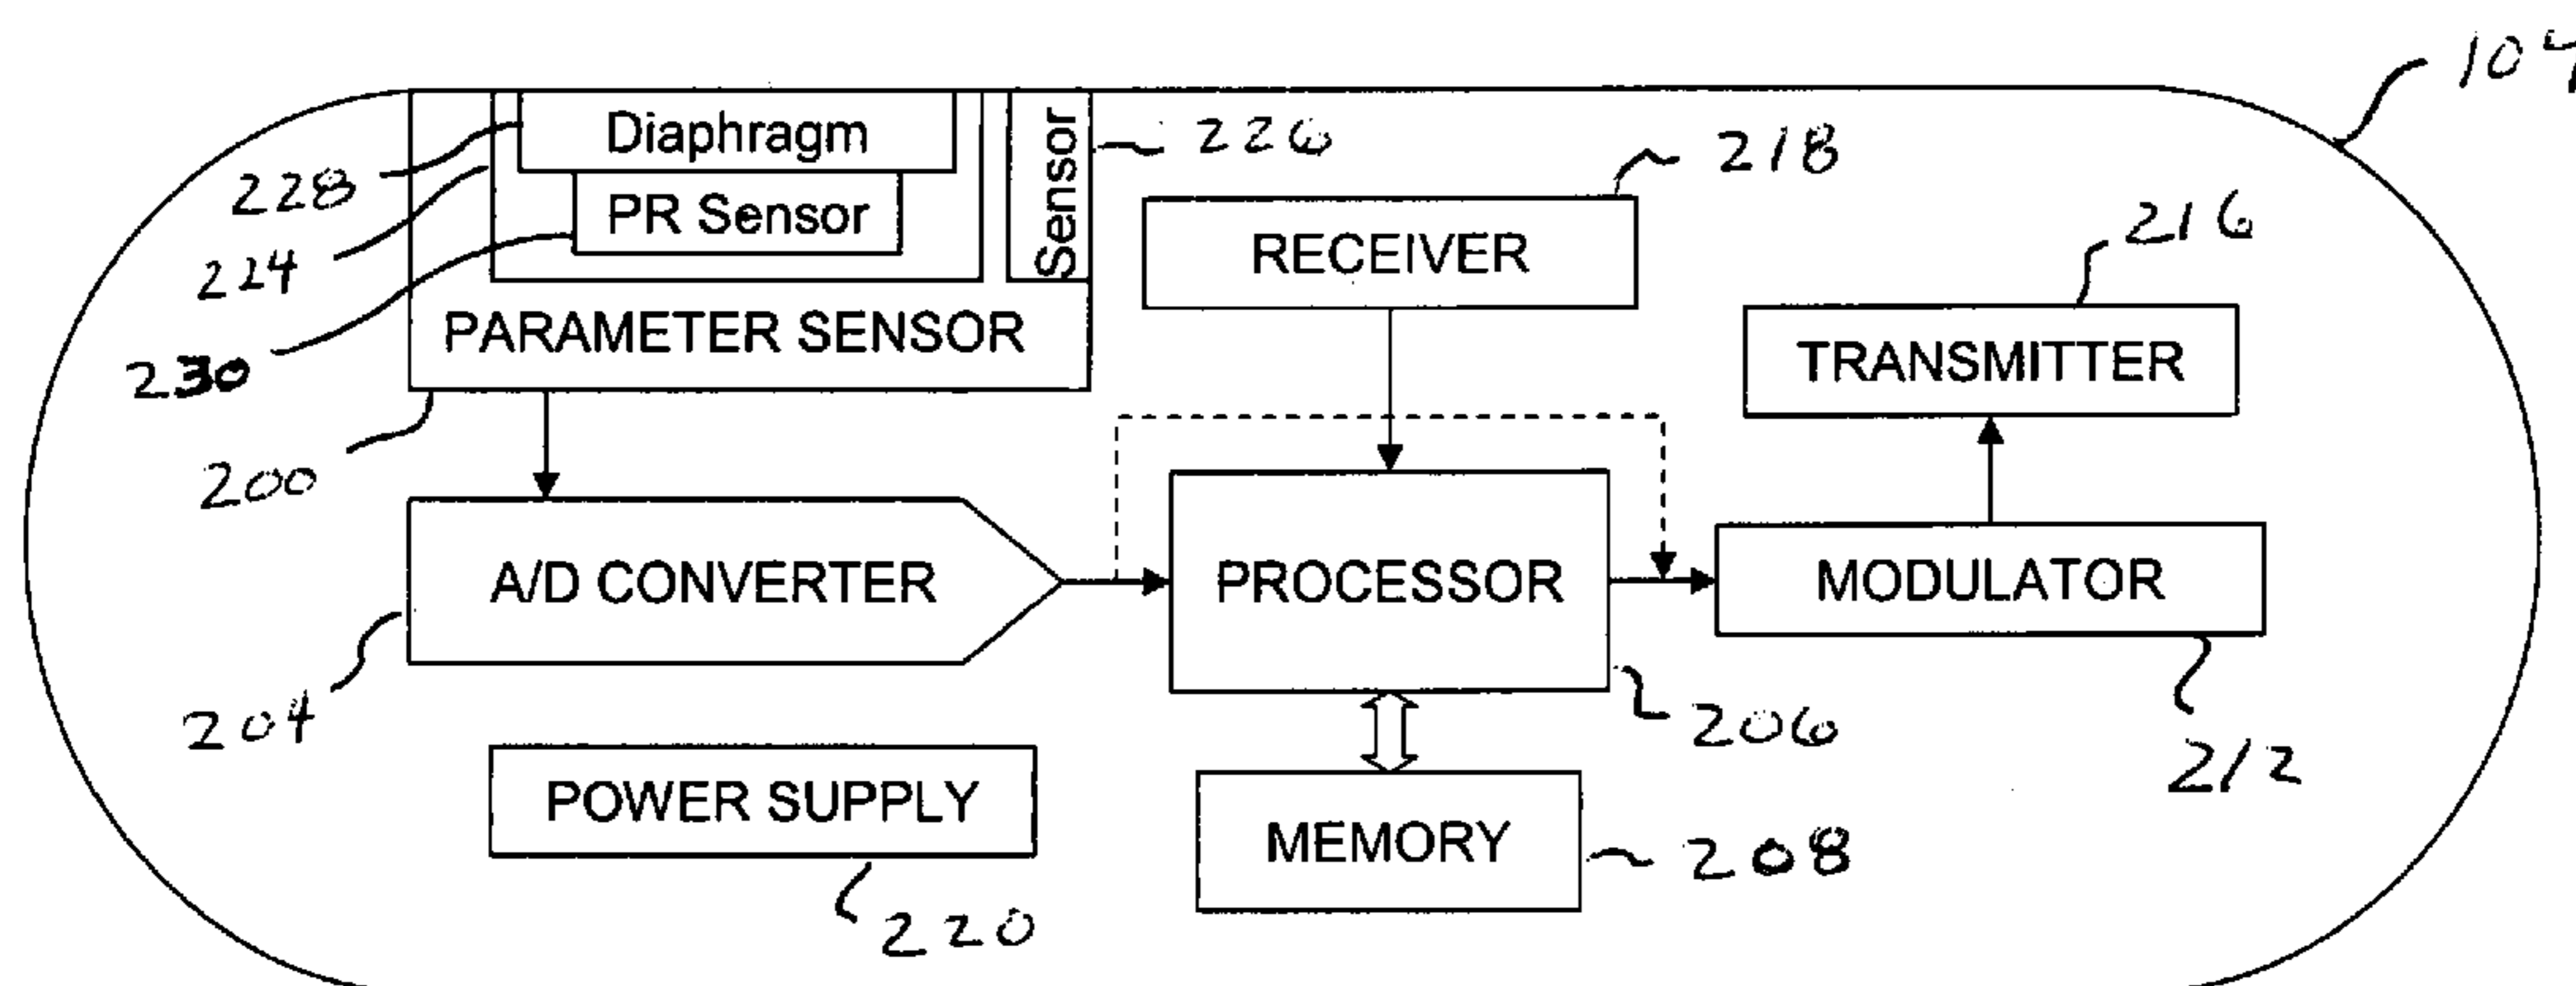 104
Diaphragm
Sensor
226
228
PR Sensor
218
224
RECEIVER
216
230
PARAMETER SENSOR
TRANSMITTER
200
A/D CONVERTER
PROCESSOR
MODULATOR
204
206
212
POWER SUPPLY
MEMORY
208
220